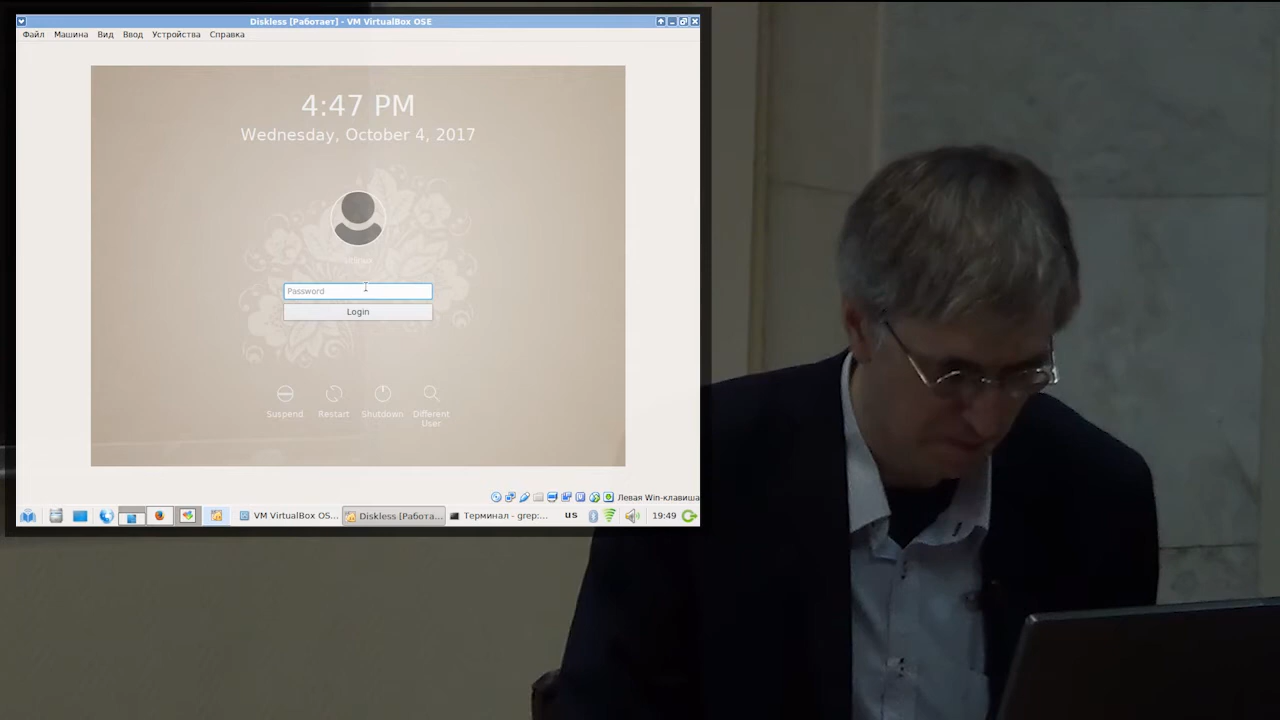 Diskless [Работает] - VM VirtualBox OSE
Файл Машина Вид Ввод Устройства Справка
4:47 PM
Wednesday, October 4, 2017
Password
Login
Suspend Restart Shutdown Different User
Левая Win-клавиша
VM VirtualBox OS... Diskless [Работа... Терминал - grep:... us 19:49